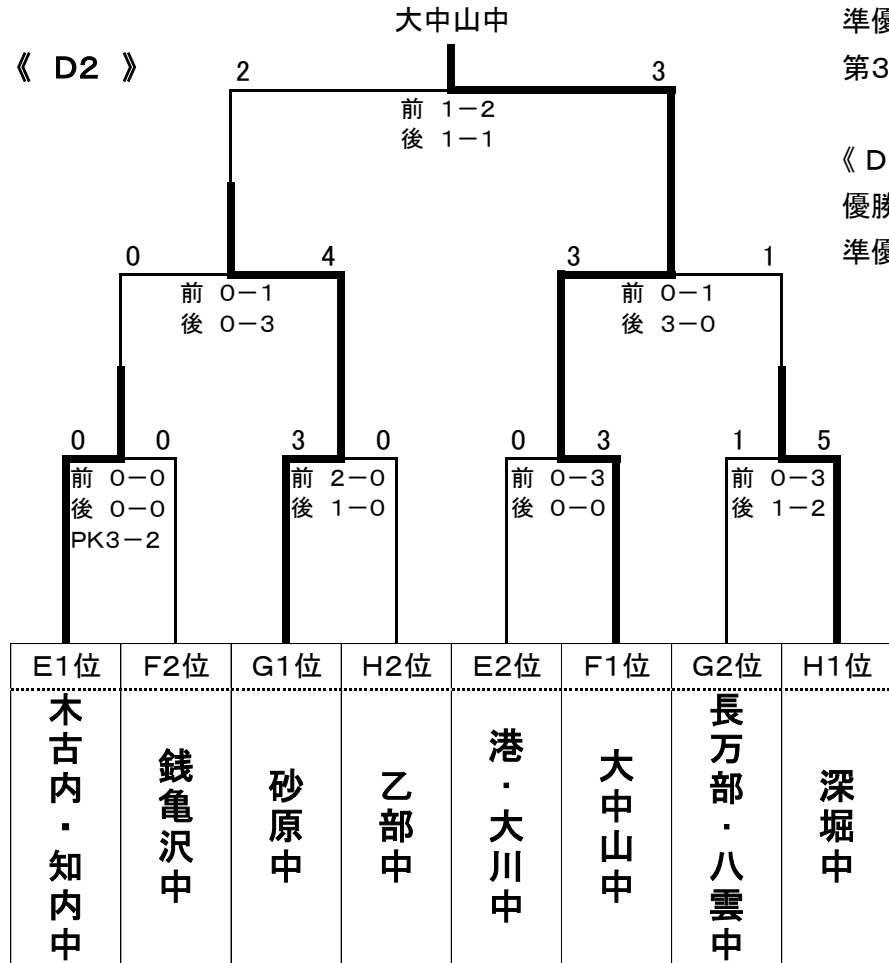 大中山中
準優
《 D2 》
2
3
第3
前 1－2
後 1－1
《 D
優勝
準優
0
4
3
1
前 0－1
後 0－3
前 0－1
後 3－0
0
0
3
0
0
3
1
5
前 0－0
後 0－0
PK3－2
前 2－0
後 1－0
前 0－3
後 0－0
前 0－3
後 1－2
E1位
F2位
G1位
H2位
E2位
F1位
G2位
H1位
木古内・知内中
銭亀沢中
砂原中
乙部中
港・大川中
大中山中
長万部・八雲中
深堀中